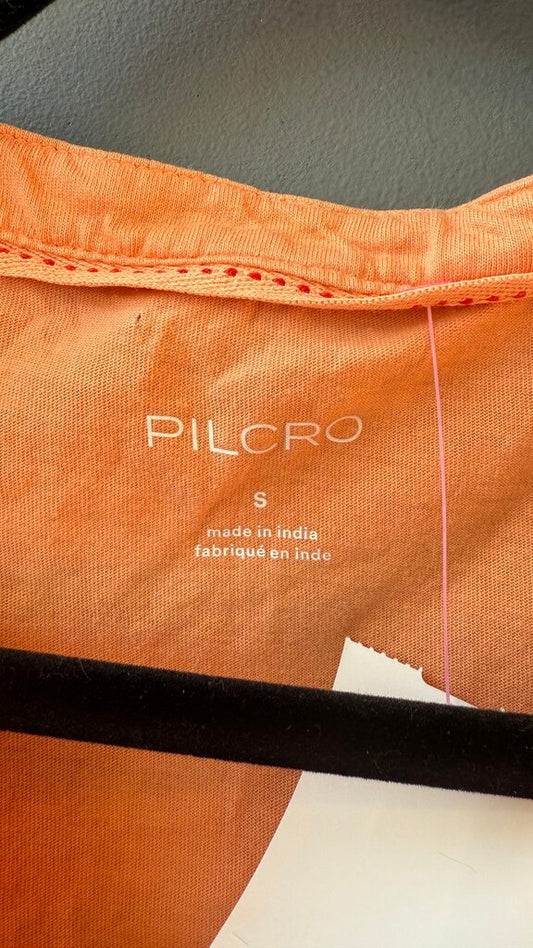 PILCRO
S
made in india
fabriqué en inde